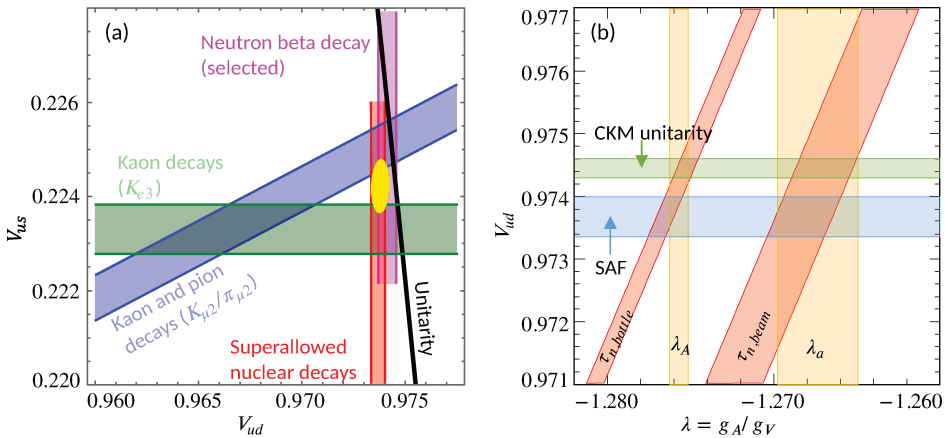 (a)
Neutron beta decay
(selected)
0.226
Kaon decays
(K_{e3})
0.224
V_{us}
0.222
Kaon and pion
decays (K_{μ2}/π_{μ2})
Unitarity
Superallowed
nuclear decays
0.220
0.960
0.965
0.970
0.975
V_{ud}
0.977
(b)
0.976
0.975
CKM unitarity
V_{ud}
0.974
0.973
SAF
0.972
τ_{n,bottle}
λ_A
τ_{n,beam}
λ_a
0.971
−1.280
−1.270
−1.260
λ = g_A/ g_V